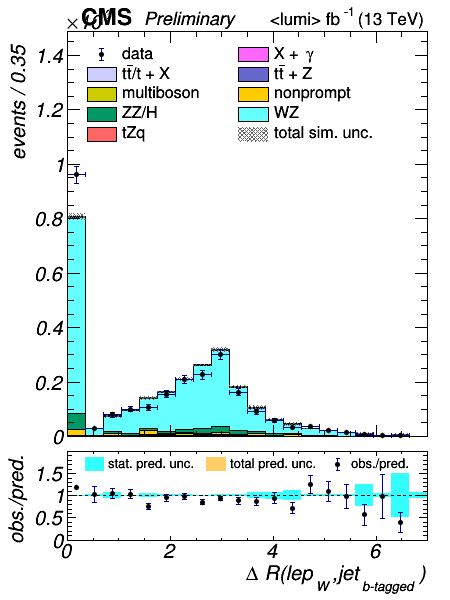 CMS Preliminary <lumi> fb⁻¹ (13 TeV)
events / 0.35
data
X + γ
tt̄/t + X
tt̄ + Z
multiboson
nonprompt
ZZ/H
WZ
tZq
total sim. unc.
1.4
1.2
1
0.8
0.6
0.4
0.2
0
obs./pred.
stat. pred. unc.
total pred. unc.
obs./pred.
1.5
1
0.5
0
0 2 4 6
Δ R(lep_W,jet_b-tagged)